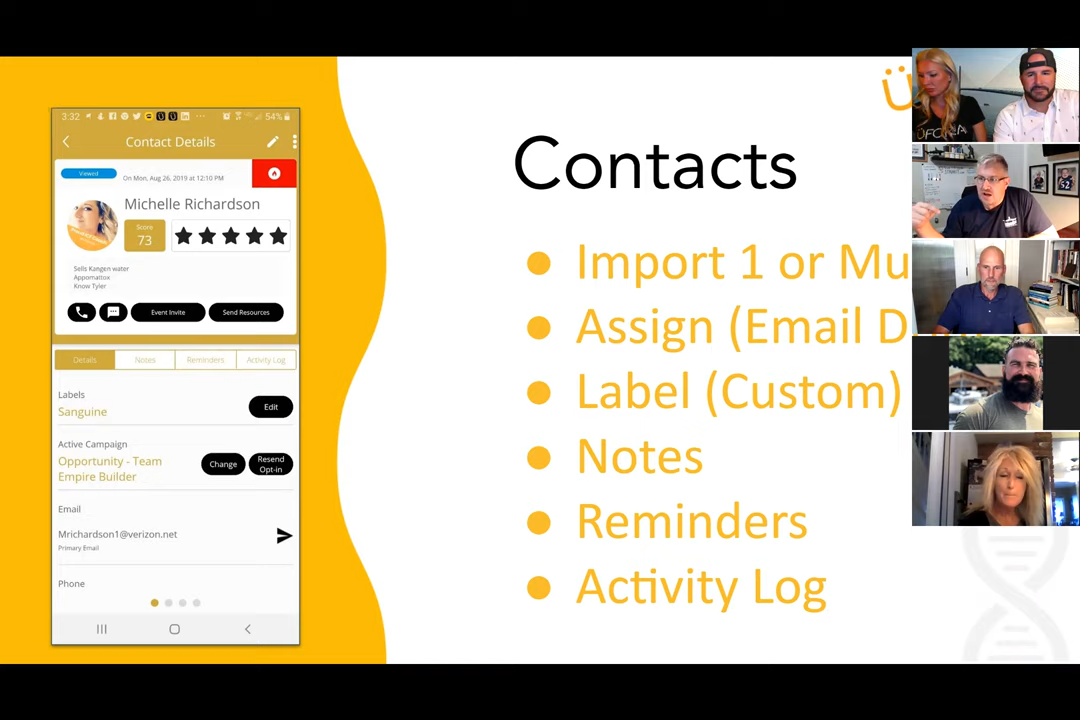 3:32
54%
Contact Details
Viewed
On Mon, Aug 26, 2019 at 12:10 PM
Michelle Richardson
Score
73
Sells Kangen water
Appomattox
Know Tyler
Event Invite
Send Resources
Details
Notes
Reminders
Activity Log
Labels
Sanguine
Edit
Active Campaign
Opportunity - Team
Empire Builder
Change
Resend
Opt-in
Email
Mrichardson1@verizon.net
Primary Email
Phone
Contacts
● Import 1 or Mu
● Assign (Email D
● Label (Custom)
● Notes
● Reminders
● Activity Log
52